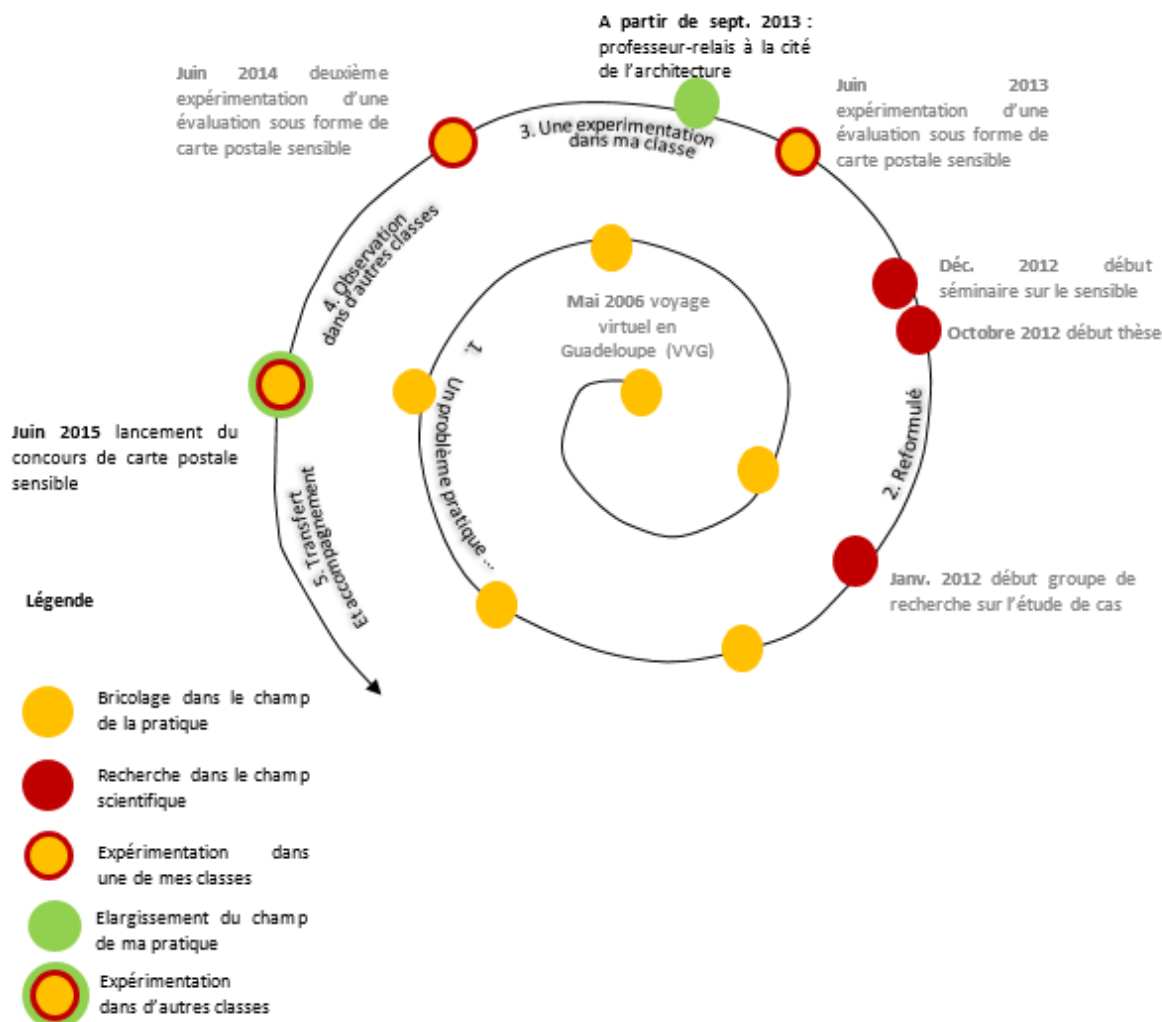 A partir de sept. 2013 :
professeur-relais à la cité
de l'architecture
Juin 2014 deuxième
expérimentation d'une
évaluation sous forme de
carte postale sensible
Juin 2013
expérimentation d'une
évaluation sous forme de
carte postale sensible
3. Une experimentation
dans ma classe
4. Observation
dans d'autres classes
Déc. 2012 début
séminaire sur le sensible
Octobre 2012 début thèse
Mai 2006 voyage
virtuel en
Guadeloupe (VVG)
1.
Un problème pratique ...
2. Reformulé
Juin 2015 lancement du
concours de carte postale
sensible
5. Transfert
Et accompagnement
Janv. 2012 début groupe de
recherche sur l'étude de cas
Légende
Bricolage dans le champ
de la pratique
Recherche dans le champ
scientifique
Expérimentation dans
une de mes classes
Elargissement du champ
de ma pratique
Expérimentation
dans d'autres classes